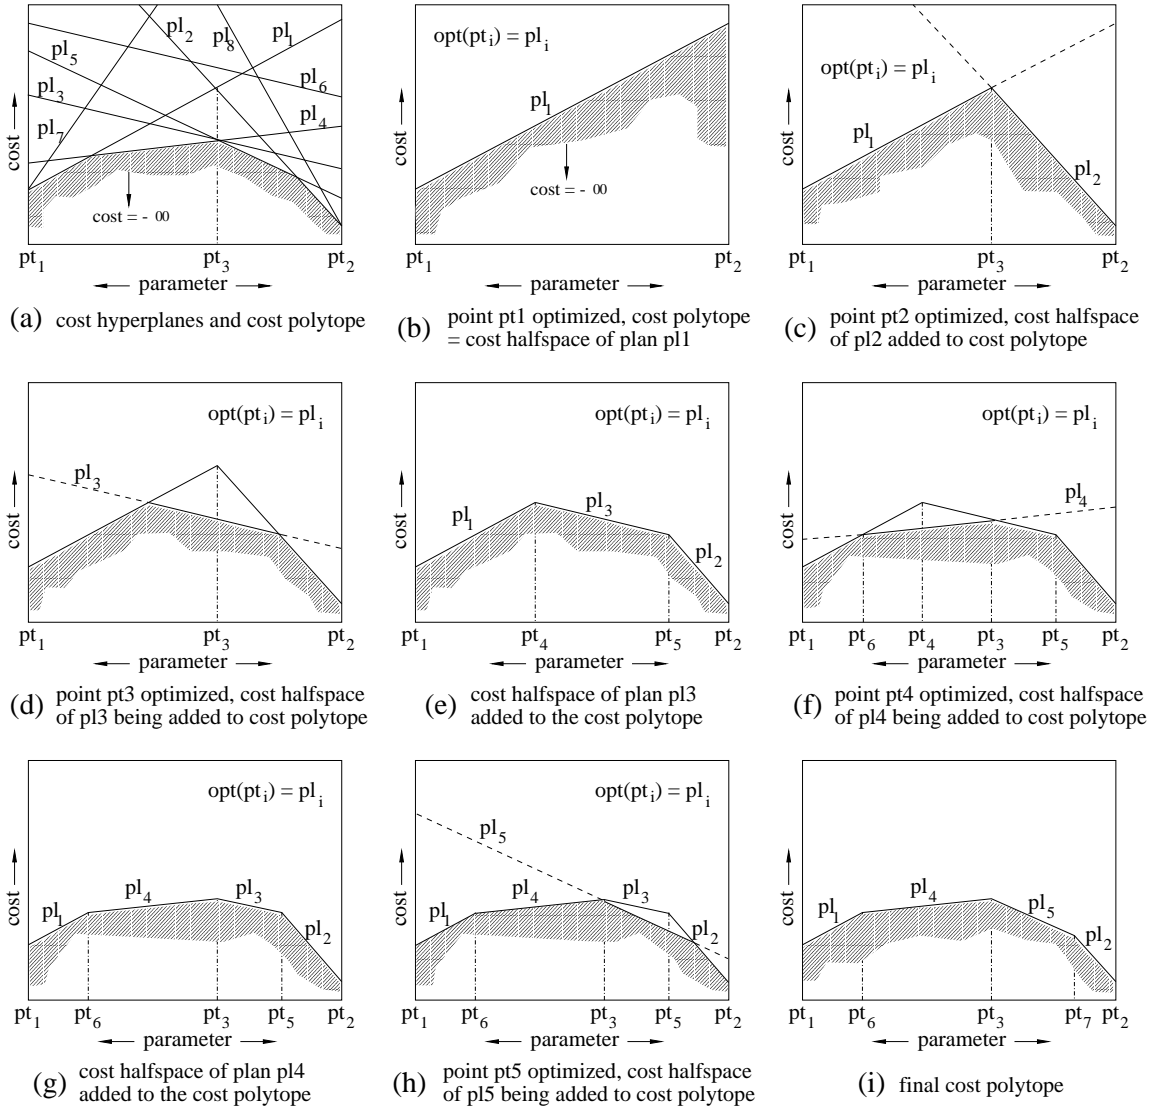 pl2
pl8
pl1
pl5
pl6
pl3
pl4
pl7
cost
cost = - 00
pt1
pt3
pt2
parameter
(a) cost hyperplanes and cost polytope
opt(pti) = pli
pl1
cost
cost = - 00
pt1
pt2
parameter
(b) point pt1 optimized, cost polytope
= cost halfspace of plan pl1
opt(pti) = pli
pl1
pl2
cost
pt1
pt3
pt2
parameter
(c) point pt2 optimized, cost halfspace
of pl2 added to cost polytope
opt(pti) = pli
pl3
cost
pt1
pt3
pt2
parameter
(d) point pt3 optimized, cost halfspace
of pl3 being added to cost polytope
opt(pti) = pli
pl1
pl3
pl2
cost
pt1
pt4
pt5
pt2
parameter
(e) cost halfspace of plan pl3
added to the cost polytope
opt(pti) = pli
pl4
cost
pt1
pt6
pt4
pt3
pt5
pt2
parameter
(f) point pt4 optimized, cost halfspace
of pl4 being added to cost polytope
opt(pti) = pli
pl1
pl4
pl3
pl2
cost
pt1
pt6
pt3
pt5
pt2
parameter
(g) cost halfspace of plan pl4
added to the cost polytope
opt(pti) = pli
pl5
pl1
pl4
pl3
pl2
cost
pt1
pt6
pt3
pt5
pt2
parameter
(h) point pt5 optimized, cost halfspace
of pl5 being added to cost polytope
pl1
pl4
pl5
pl2
cost
pt1
pt6
pt3
pt7
pt2
parameter
(i) final cost polytope